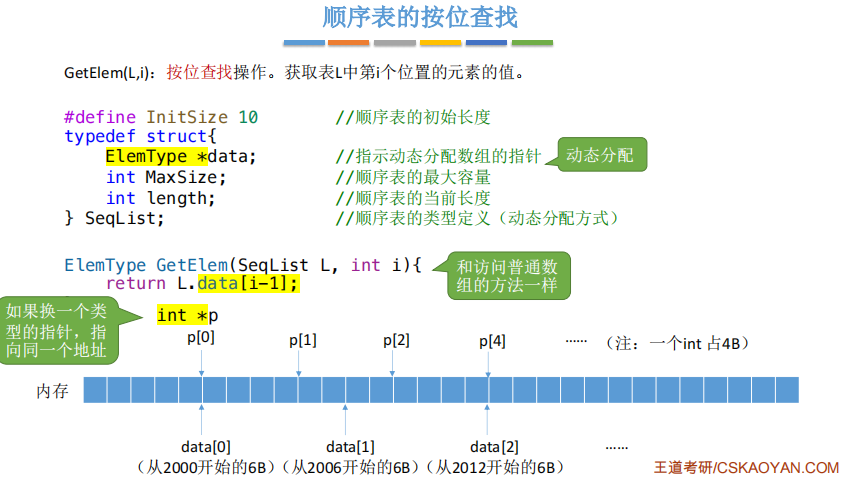 顺序表的按位查找
GetElem(L,i)：按位查找操作。获取表L中第i个位置的元素的值。
#define InitSize 10 //顺序表的初始长度
typedef struct{
ElemType *data; //指示动态分配数组的指针
动态分配
int MaxSize; //顺序表的最大容量
int length; //顺序表的当前长度
} SeqList; //顺序表的类型定义（动态分配方式）
ElemType GetElem(SeqList L, int i){
return L.data[i-1];
和访问普通数
组的方法一样
如果换一个类
型的指针，指
向同一个地址
int *p
p[0] p[1] p[2] p[4] …… （注：一个int 占4B）
内存
data[0] data[1] data[2] ……
（从2000开始的6B）（从2006开始的6B）（从2012开始的6B）
王道考研/CSKAOYAN.COM